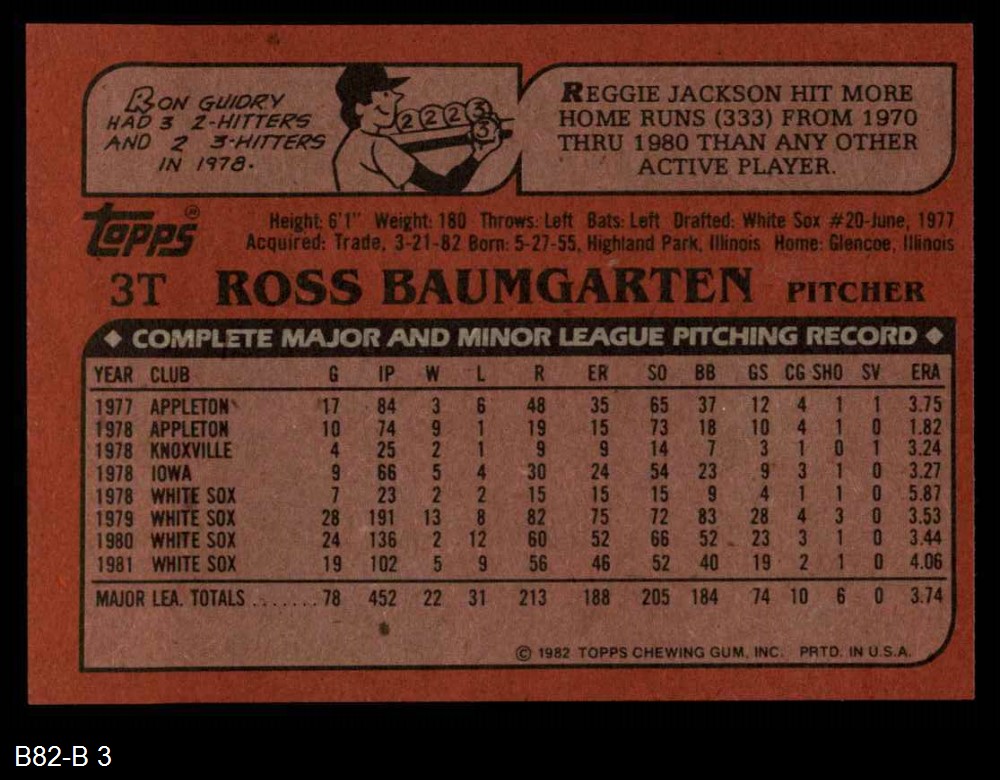 RON GUIDRY
HAD 3 2-HITTERS
AND 2 3-HITTERS
IN 1978.
2 2 2 3
3
REGGIE JACKSON HIT MORE
HOME RUNS (333) FROM 1970
THRU 1980 THAN ANY OTHER
ACTIVE PLAYER.
topps®
Height: 6'1" Weight: 180 Throws: Left Bats: Left Drafted: White Sox #20-June, 1977
Acquired: Trade, 3-21-82 Born: 5-27-55, Highland Park, Illinois Home: Glencoe, Illinois
3T ROSS BAUMGARTEN PITCHER
◆ COMPLETE MAJOR AND MINOR LEAGUE PITCHING RECORD ◆
YEAR CLUB G IP W L R ER SO BB GS CG SHO SV ERA
1977 APPLETON 17 84 3 6 48 35 65 37 12 4 1 1 3.75
1978 APPLETON 10 74 9 1 19 15 73 18 10 4 1 0 1.82
1978 KNOXVILLE 4 25 2 1 9 9 14 7 3 1 0 1 3.24
1978 IOWA 9 66 5 4 30 24 54 23 9 3 1 0 3.27
1978 WHITE SOX 7 23 2 2 15 15 15 9 4 1 1 0 5.87
1979 WHITE SOX 28 191 13 8 82 75 72 83 28 4 3 0 3.53
1980 WHITE SOX 24 136 2 12 60 52 66 52 23 3 1 0 3.44
1981 WHITE SOX 19 102 5 9 56 46 52 40 19 2 1 0 4.06
MAJOR LEA. TOTALS ....... 78 452 22 31 213 188 205 184 74 10 6 0 3.74
© 1982 TOPPS CHEWING GUM, INC. PRTD. IN U.S.A.
B82-B 3